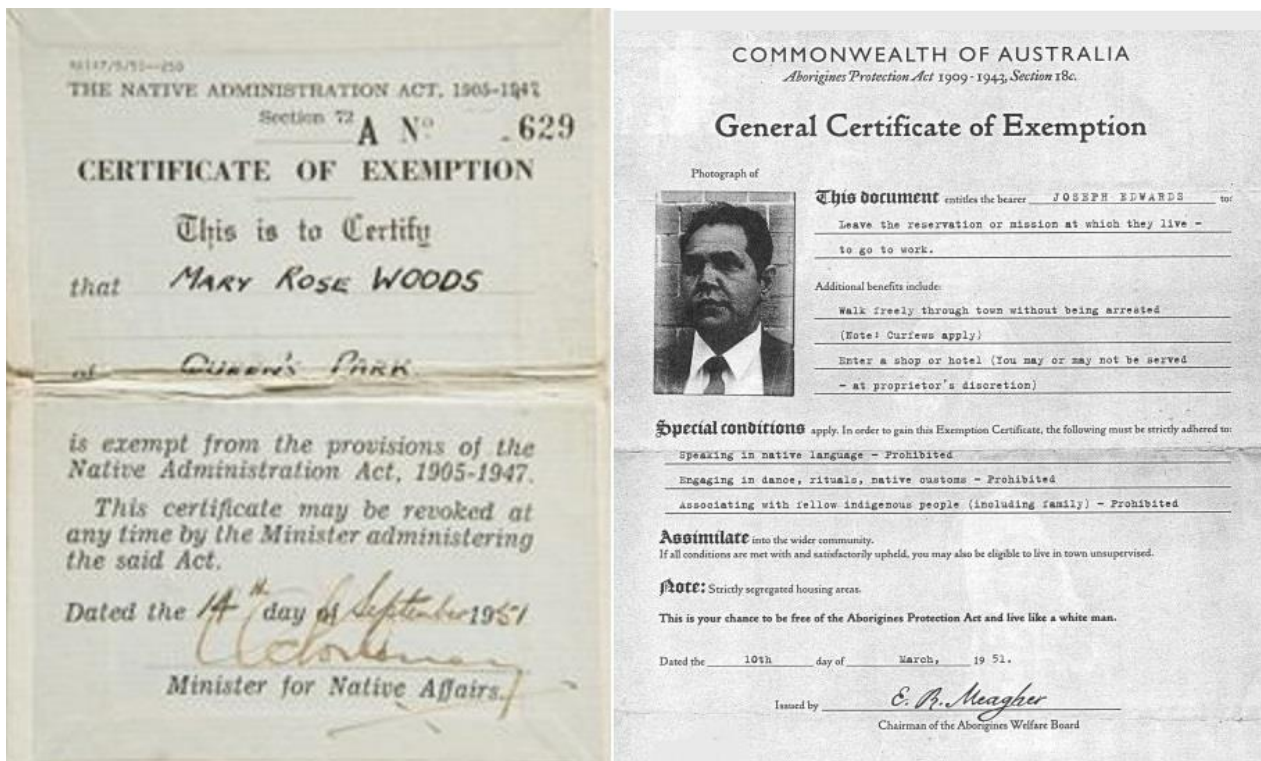 THE NATIVE ADMINISTRATION ACT, 1905-1947
Section 72
A Nº .629
CERTIFICATE OF EXEMPTION
This is to Certify
that MARY ROSE WOODS
of QUEEN'S PARK
is exempt from the provisions of the
Native Administration Act, 1905-1947.
This certificate may be revoked at
any time by the Minister administering
the said Act.
Dated the 14th day of September 1951
Minister for Native Affairs.
COMMONWEALTH OF AUSTRALIA
Aborigines Protection Act 1909 - 1943, Section 18c.
General Certificate of Exemption
Photograph of
This document entitles the bearer JOSEPH EDWARDS to:
Leave the reservation or mission at which they live -
to go to work.
Additional benefits include:
Walk freely through town without being arrested
(Note: Curfews apply)
Enter a shop or hotel (You may or may not be served
- at proprietor's discretion)
Special conditions apply. In order to gain this Exemption Certificate, the following must be strictly adhered to:
Speaking in native language - Prohibited
Engaging in dance, rituals, native customs - Prohibited
Associating with fellow indigenous people (including family) - Prohibited
Assimilate into the wider community.
If all conditions are met with and satisfactorily upheld, you may also be eligible to live in town unsupervised.
Note: Strictly segregated housing areas.
This is your chance to be free of the Aborigines Protection Act and live like a white man.
Dated the 10th day of March, 19 51.
Issued by E. R. Meagher
Chairman of the Aborigines Welfare Board